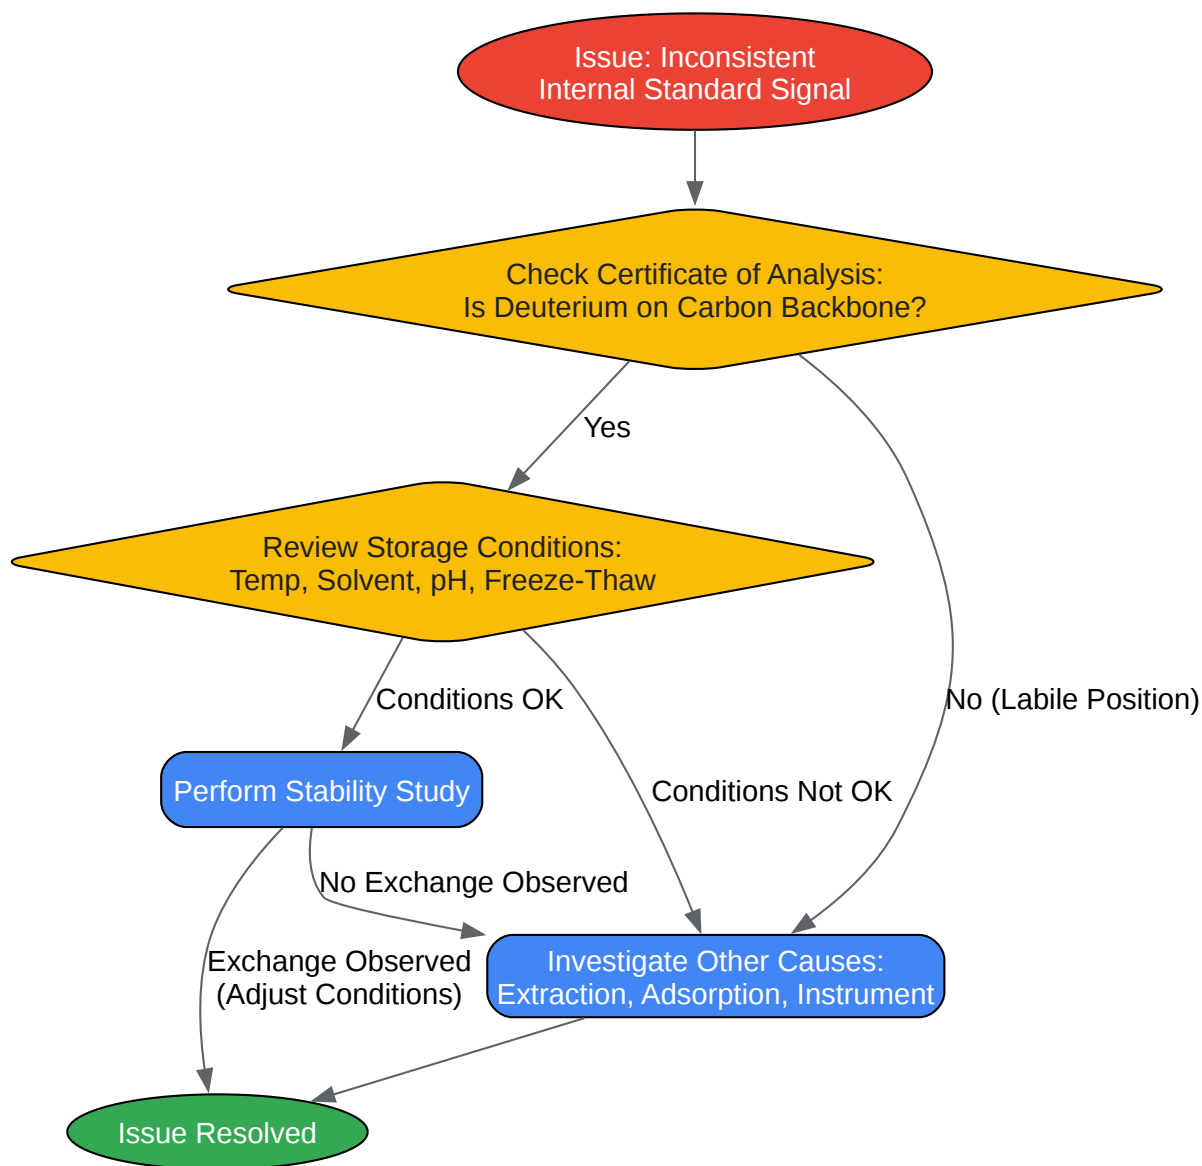 Issue: Inconsistent
Internal Standard Signal
Check Certificate of Analysis:
Is Deuterium on Carbon Backbone?
Yes
Review Storage Conditions:
Temp, Solvent, pH, Freeze-Thaw
Conditions OK
No (Labile Position)
Perform Stability Study
Conditions Not OK
No Exchange Observed
Exchange Observed
(Adjust Conditions)
Investigate Other Causes:
Extraction, Adsorption, Instrument
Issue Resolved